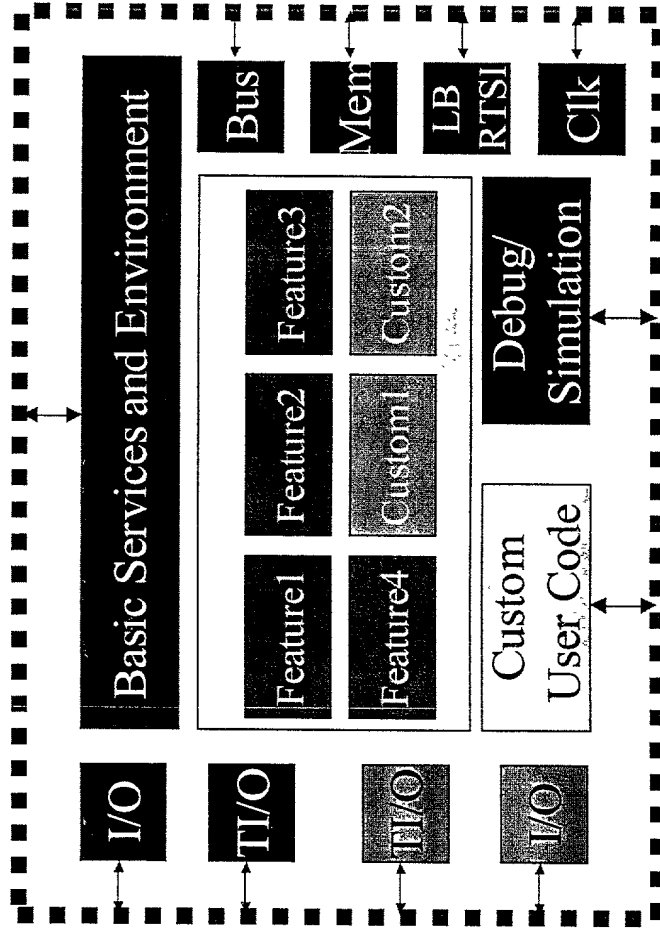 Basic Services and Environment
I/O
TI/O
TI/O
I/O
Feature1
Feature2
Feature3
Feature4
Custom1
Custom2
Bus
Mem
LB
RTSI
Clk
Custom
User Code
Debug/
Simulation